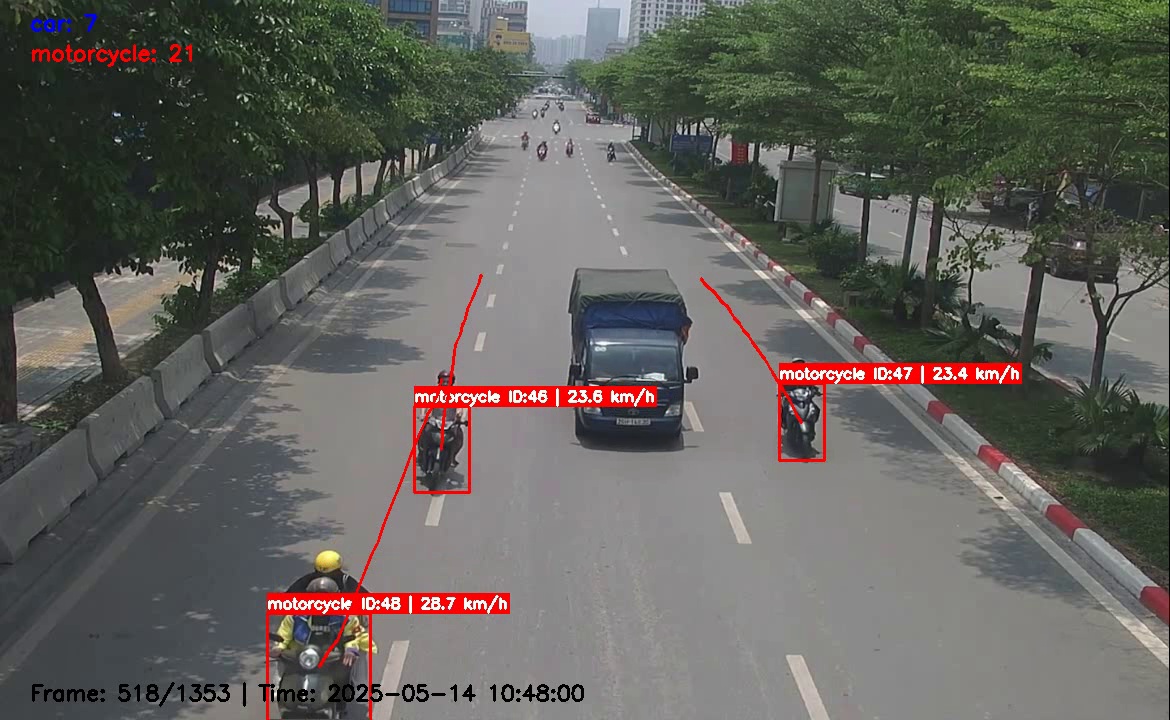 car: 7
motorcycle: 21
motorcycle ID:47 | 23.4 km/h
motorcycle ID:46 | 23.6 km/h
motorcycle ID:48 | 28.7 km/h
Frame: 518/1353 | Time: 2025-05-14 10:48:00